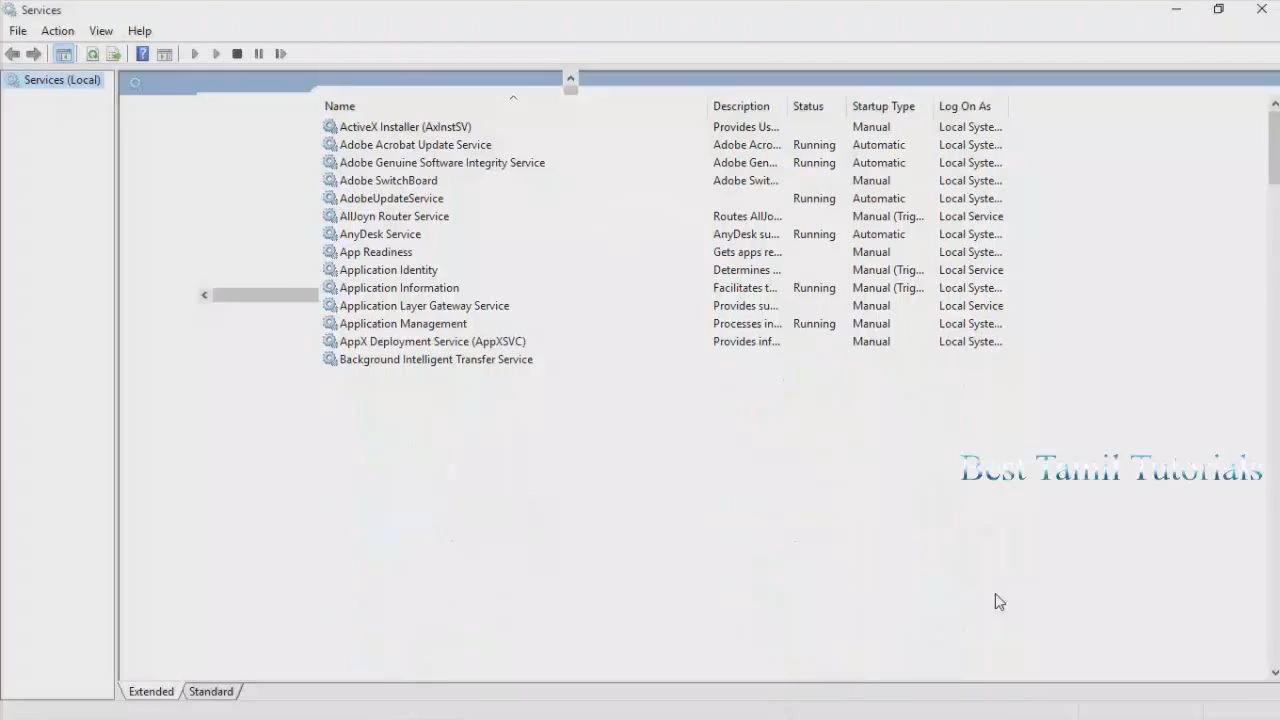 Services
File Action View Help
Services (Local)
Name Description Status Startup Type Log On As
ActiveX Installer (AxInstSV) Provides Us... Manual Local Syste...
Adobe Acrobat Update Service Adobe Acro... Running Automatic Local Syste...
Adobe Genuine Software Integrity Service Adobe Gen... Running Automatic Local Syste...
Adobe SwitchBoard Adobe Swit... Manual Local Syste...
AdobeUpdateService Running Automatic Local Syste...
AllJoyn Router Service Routes AllJo... Manual (Trig... Local Service
AnyDesk Service AnyDesk su... Running Automatic Local Syste...
App Readiness Gets apps re... Manual Local Syste...
Application Identity Determines ... Manual (Trig... Local Service
Application Information Facilitates t... Running Manual (Trig... Local Syste...
Application Layer Gateway Service Provides su... Manual Local Service
Application Management Processes in... Running Manual Local Syste...
AppX Deployment Service (AppXSVC) Provides inf... Manual Local Syste...
Background Intelligent Transfer Service
Best Tamil Tutorials
Extended Standard